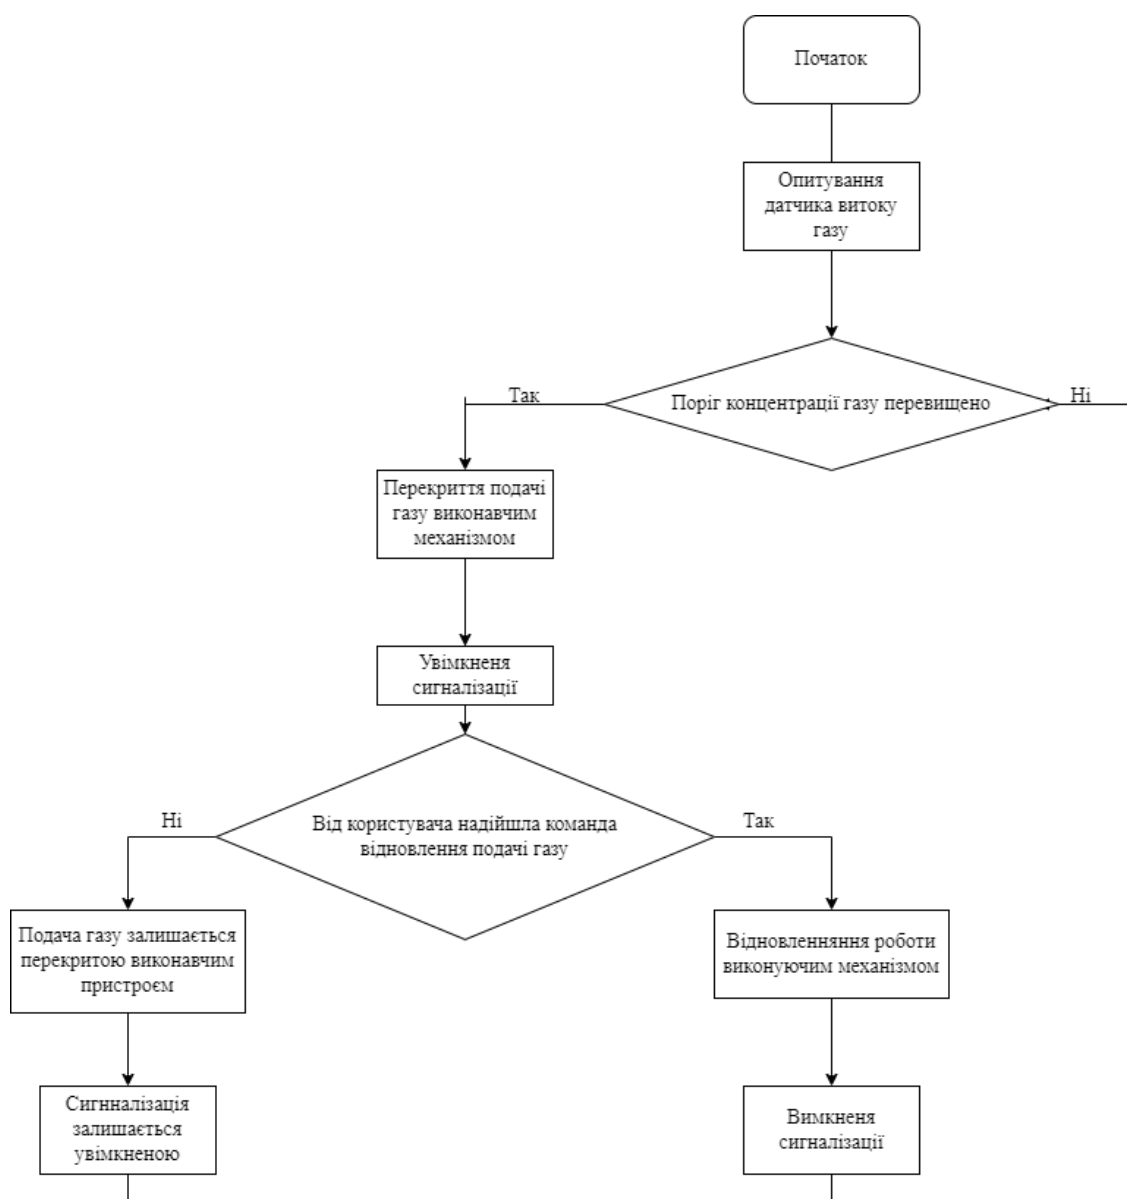 Початок
Опитування
датчика витоку
газу
Так
Поріг концентрації газу перевищено
Ні
Перекриття подачі
газу виконавчим
механізмом
Увімкненя
сигналізації
Ні
Від користувача надійшла команда
відновлення подачі газу
Так
Подача газу залишається
перекритою виконавчим
пристроєм
Відновленняння роботи
виконуючим механізмом
Сигнналізація
залишається
увімкненою
Вимкненя
сигналізації